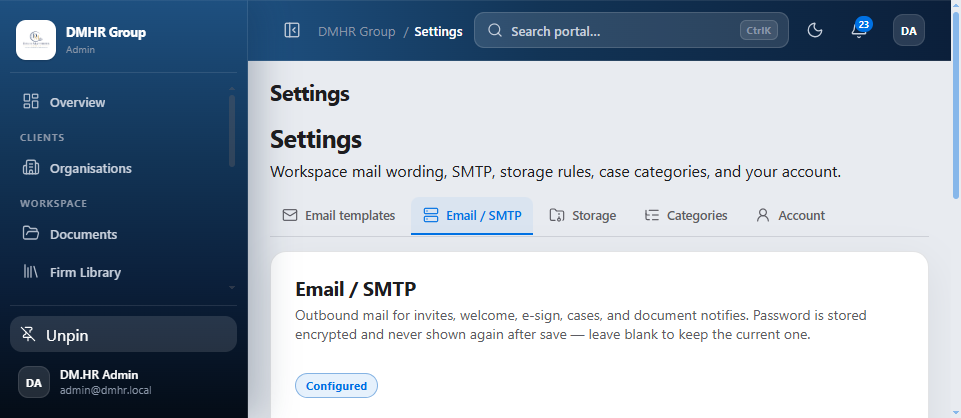 DMHR Group
Admin
Overview
CLIENTS
Organisations
WORKSPACE
Documents
Firm Library
Unpin
DA
DM.HR Admin
admin@dmhr.local
DMHR Group / Settings
Search portal...
CtrlK
23
DA
Settings
Settings
Workspace mail wording, SMTP, storage rules, case categories, and your account.
Email templates
Email / SMTP
Storage
Categories
Account
Email / SMTP
Outbound mail for invites, welcome, e-sign, cases, and document notifies. Password is stored
encrypted and never shown again after save — leave blank to keep the current one.
Configured